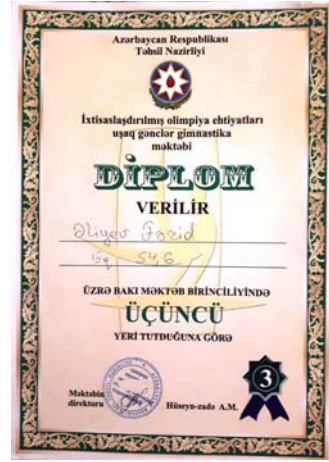 Azərbaycan Respublikası
Təhsil Nazirliyi
İxtisaslaşdırılmış olimpiya ehtiyatları
uşaq gənclər gimnastika
məktəbi
DİPLOM
VERİLİR
Əliyev Fərid
54,6
ÜZRƏ BAKI MƏKTƏB BİRİNCİLİYİNDƏ
ÜÇÜNCÜ
YERİ TUTDUĞUNA GÖRƏ
3
Məktəbin
direktoru Hüseyn-zadə A.M.